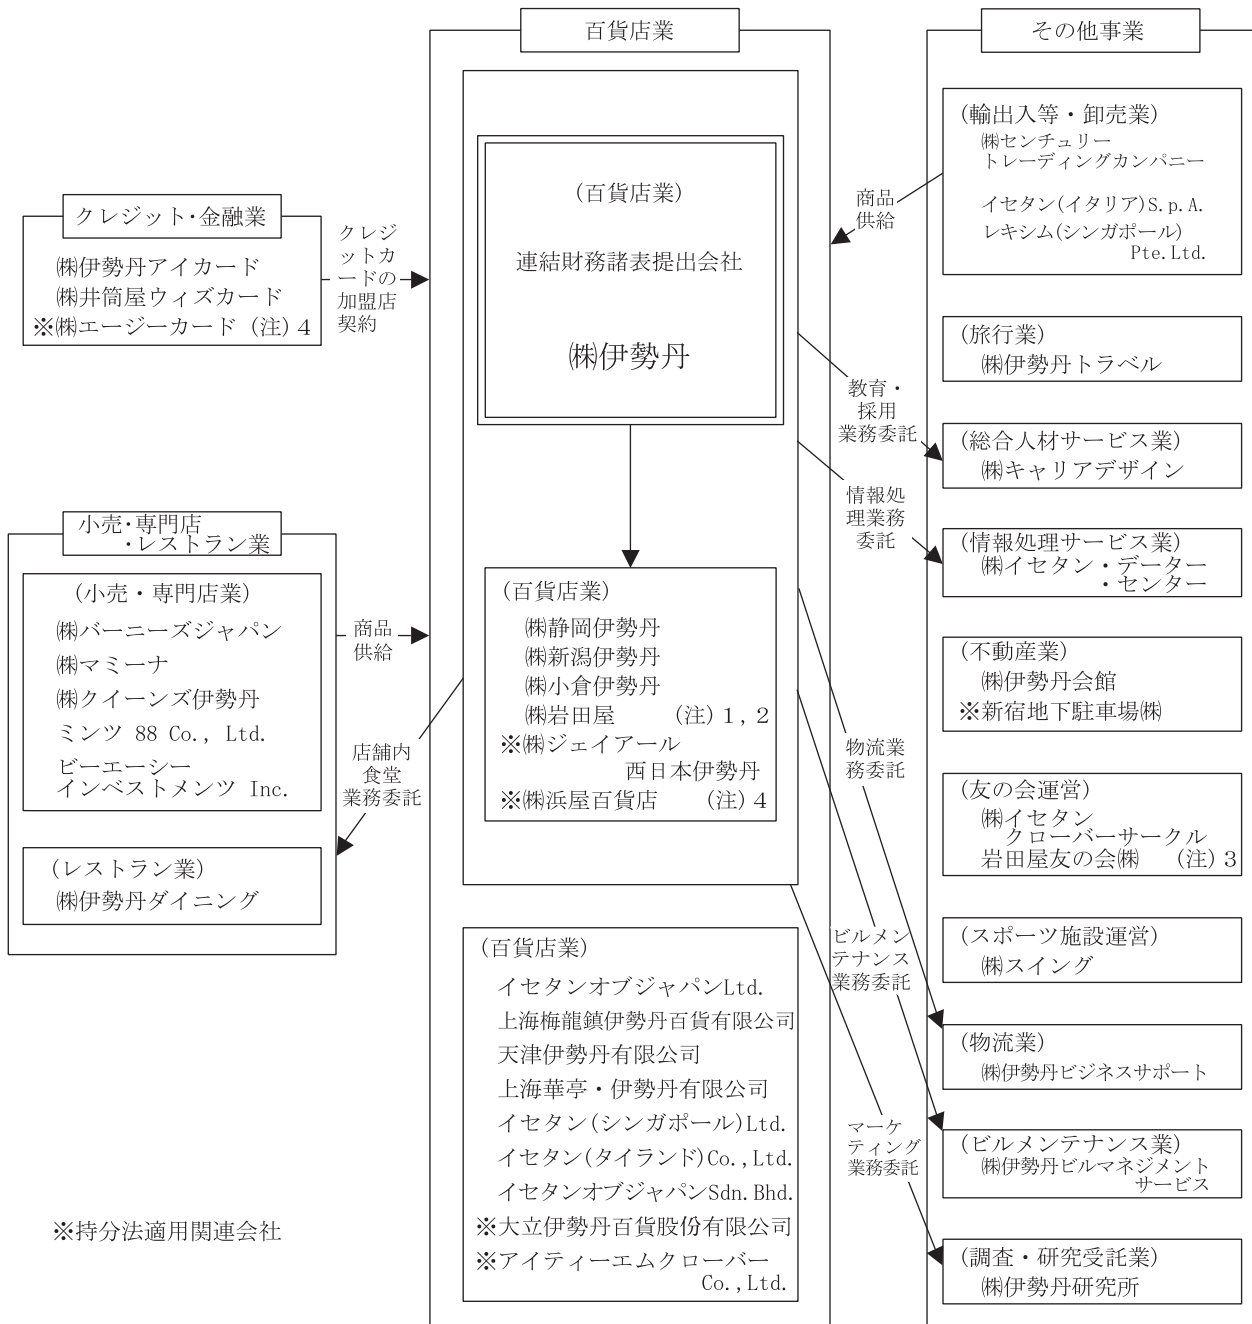 百貨店業
その他事業
クレジット・金融業
㈱伊勢丹アイカード
㈱井筒屋ウィズカード
※㈱エージーカード（注）４
クレジ
ットカ
ードの
加盟店
契約
小売・専門店
・レストラン業
（小売・専門店業）
㈱バーニーズジャパン
㈱マミーナ
㈱クイーンズ伊勢丹
ミンツ 88 Co., Ltd.
ビーエーシー
インベストメンツ Inc.
（レストラン業）
㈱伊勢丹ダイニング
商品
供給
店舗内
食堂
業務委託
（百貨店業）
連結財務諸表提出会社
㈱伊勢丹
（百貨店業）
㈱静岡伊勢丹
㈱新潟伊勢丹
㈱小倉伊勢丹
㈱岩田屋　（注）１，２
※㈱ジェイアール
西日本伊勢丹
※㈱浜屋百貨店　（注）４
（百貨店業）
イセタンオブジャパンLtd.
上海梅龍鎮伊勢丹百貨有限公司
天津伊勢丹有限公司
上海華亭・伊勢丹有限公司
イセタン(シンガポール)Ltd.
イセタン(タイランド)Co.,Ltd.
イセタンオブジャパンSdn.Bhd.
※大立伊勢丹百貨股份有限公司
※アイティーエムクローバー
Co.,Ltd.
商品
供給
教育・
採用
業務委託
情報処
理業務
委託
物流業
務委託
ビルメン
テナンス
業務委託
マーケ
ティング
業務委託
（輸出入等・卸売業）
㈱センチュリー
トレーディングカンパニー
イセタン(イタリア)S.p.A.
レキシム(シンガポール)
Pte.Ltd.
（旅行業）
㈱伊勢丹トラベル
（総合人材サービス業）
㈱キャリアデザイン
（情報処理サービス業）
㈱イセタン・データー
・センター
（不動産業）
㈱伊勢丹会館
※新宿地下駐車場㈱
（友の会運営）
㈱イセタン
クローバーサークル
岩田屋友の会㈱　（注）３
（スポーツ施設運営）
㈱スイング
（物流業）
㈱伊勢丹ビジネスサポート
（ビルメンテナンス業）
㈱伊勢丹ビルマネジメント
サービス
（調査・研究受託業）
㈱伊勢丹研究所
※持分法適用関連会社